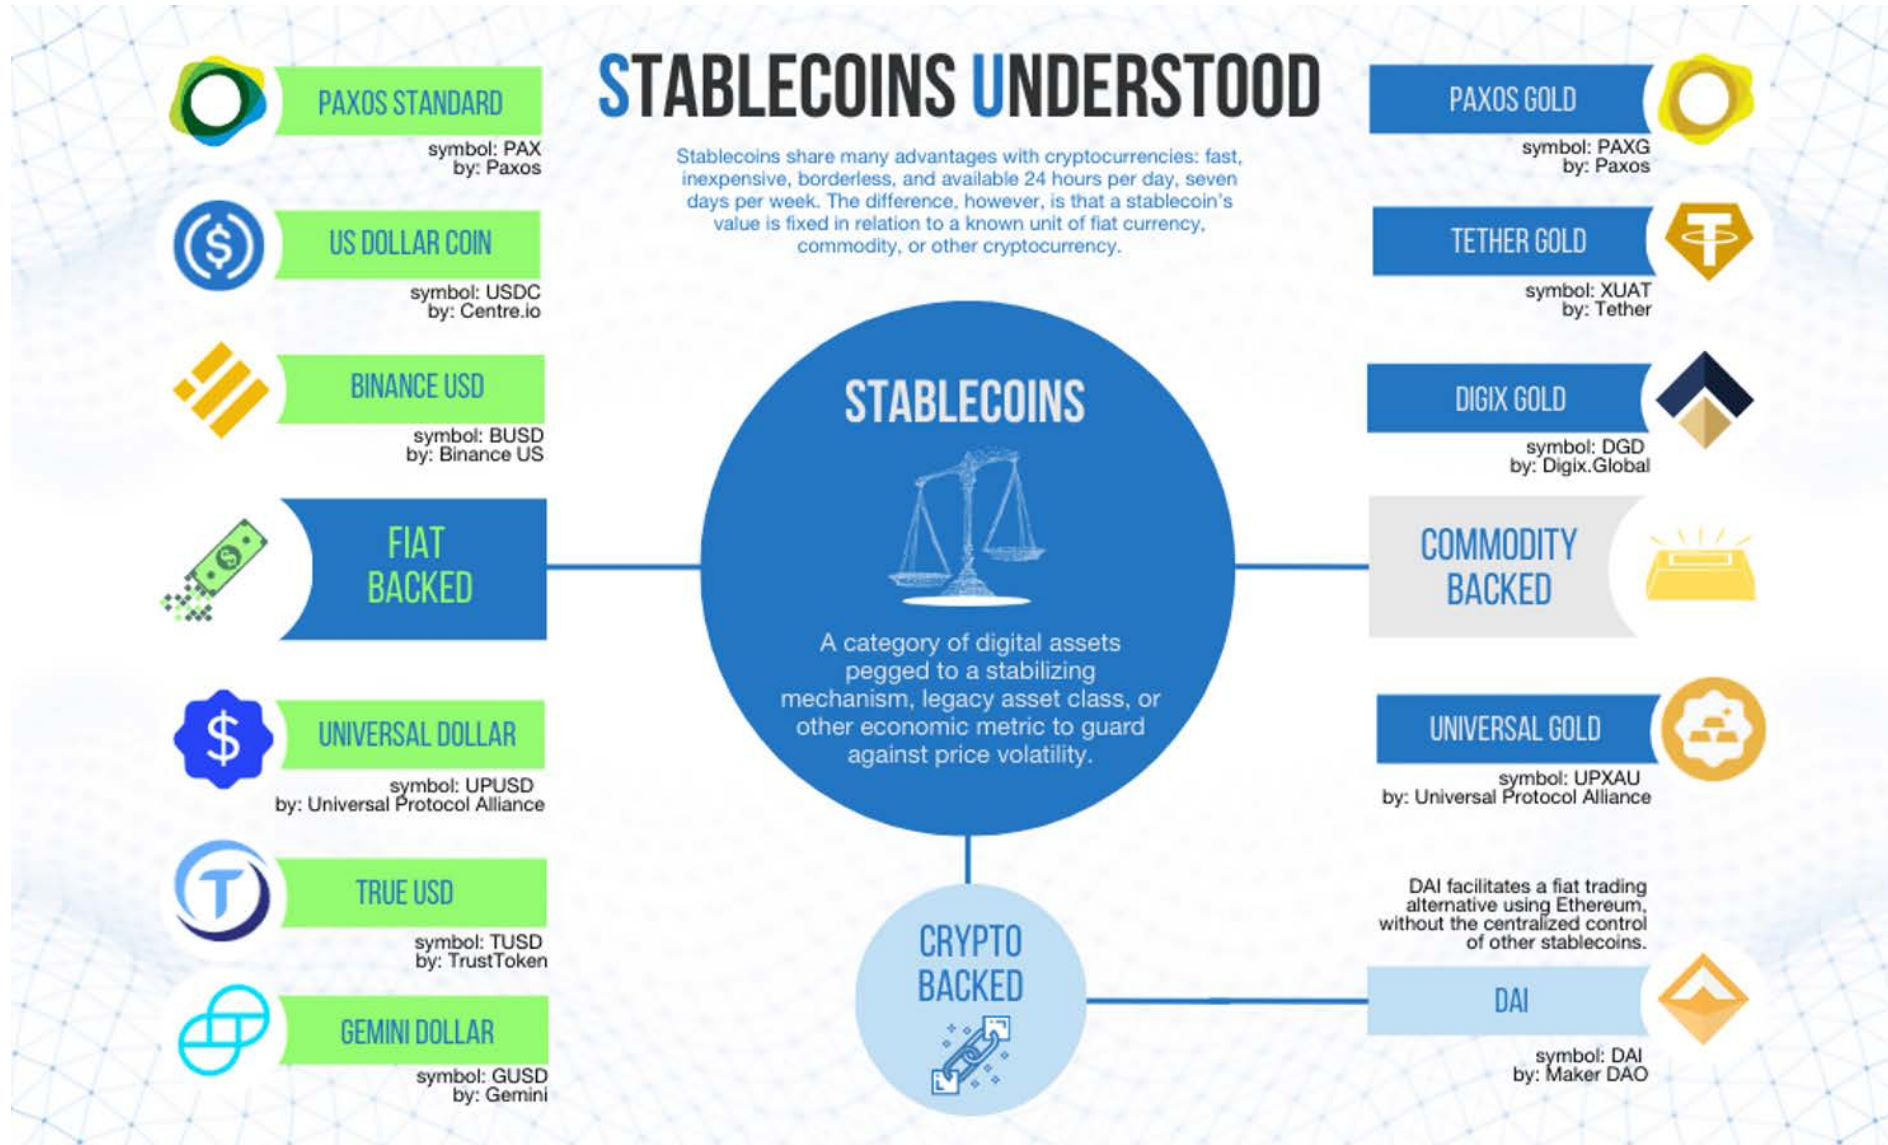 STABLECOINS UNDERSTOOD
Stablecoins share many advantages with cryptocurrencies: fast,
inexpensive, borderless, and available 24 hours per day, seven
days per week. The difference, however, is that a stablecoin's
value is fixed in relation to a known unit of fiat currency,
commodity, or other cryptocurrency.
PAXOS STANDARD
symbol: PAX
by: Paxos
US DOLLAR COIN
symbol: USDC
by: Centre.io
BINANCE USD
symbol: BUSD
by: Binance US
FIAT
BACKED
UNIVERSAL DOLLAR
symbol: UPUSD
by: Universal Protocol Alliance
TRUE USD
symbol: TUSD
by: TrustToken
GEMINI DOLLAR
symbol: GUSD
by: Gemini
STABLECOINS
A category of digital assets
pegged to a stabilizing
mechanism, legacy asset class, or
other economic metric to guard
against price volatility.
CRYPTO
BACKED
PAXOS GOLD
symbol: PAXG
by: Paxos
TETHER GOLD
symbol: XUAT
by: Tether
DIGIX GOLD
symbol: DGD
by: Digix.Global
COMMODITY
BACKED
UNIVERSAL GOLD
symbol: UPXAU
by: Universal Protocol Alliance
DAI facilitates a fiat trading
alternative using Ethereum,
without the centralized control
of other stablecoins.
DAI
symbol: DAI
by: Maker DAO